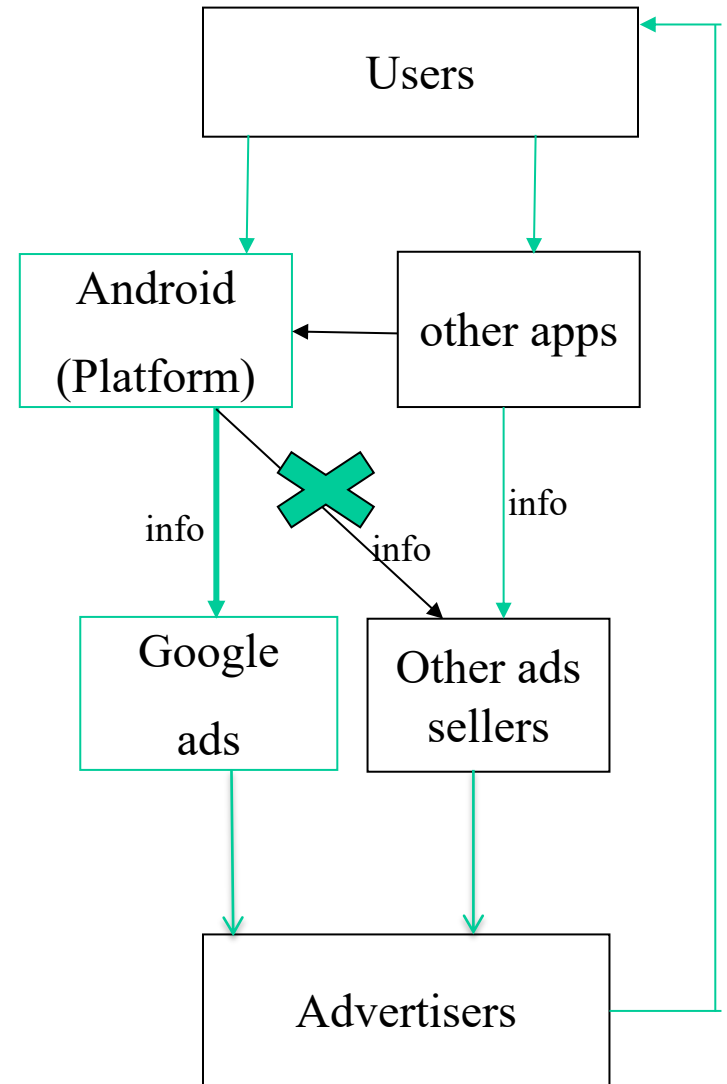 Users
Android
(Platform)
other apps
info
info
info
Google
ads
Other ads
sellers
Advertisers